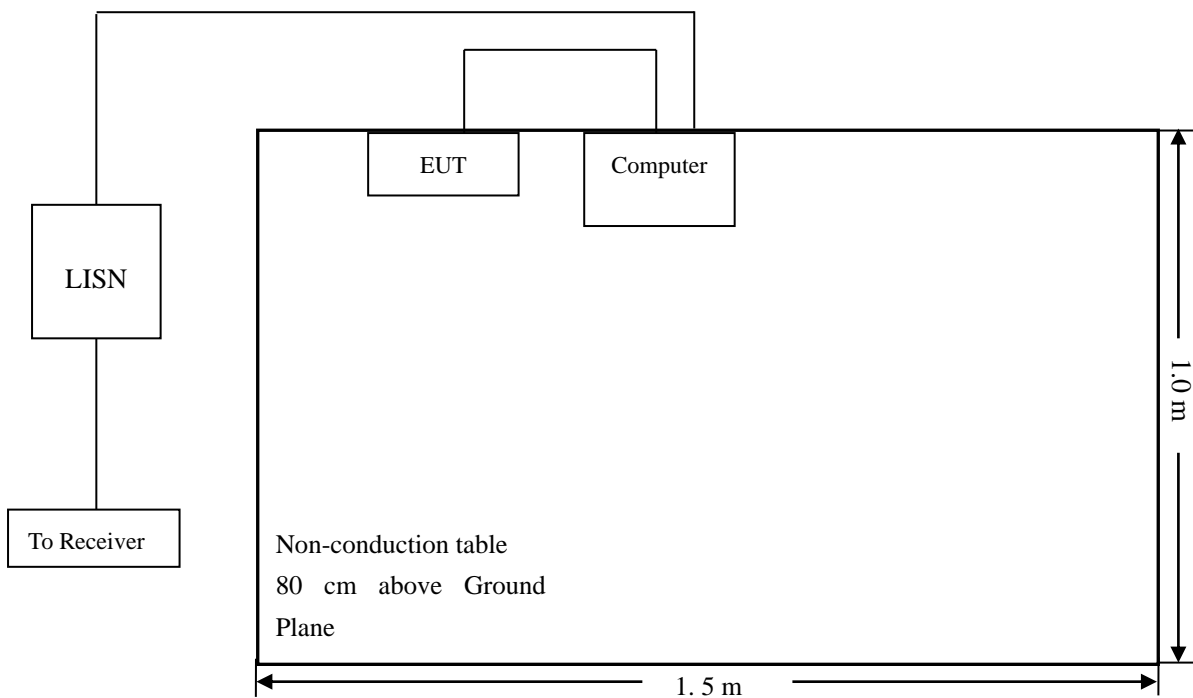 EUT
Computer
LISN
1.0 m
To Receiver
Non-conduction table
80 cm above Ground
Plane
1. 5 m